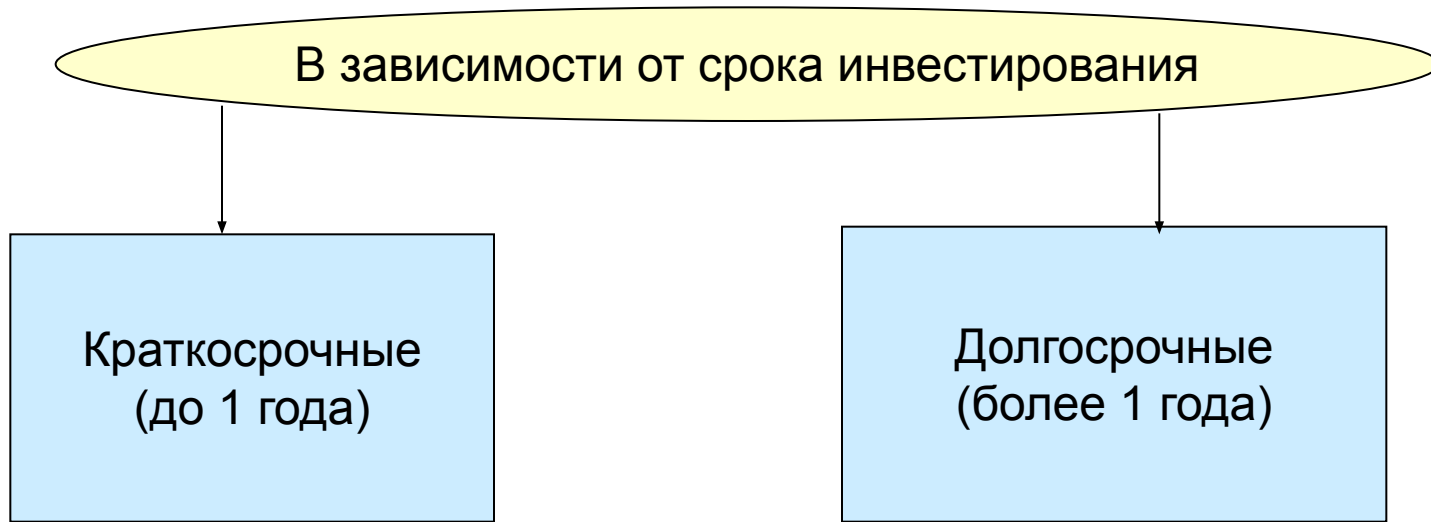 В зависимости от срока инвестирования
Краткосрочные
(до 1 года)
Долгосрочные
(более 1 года)